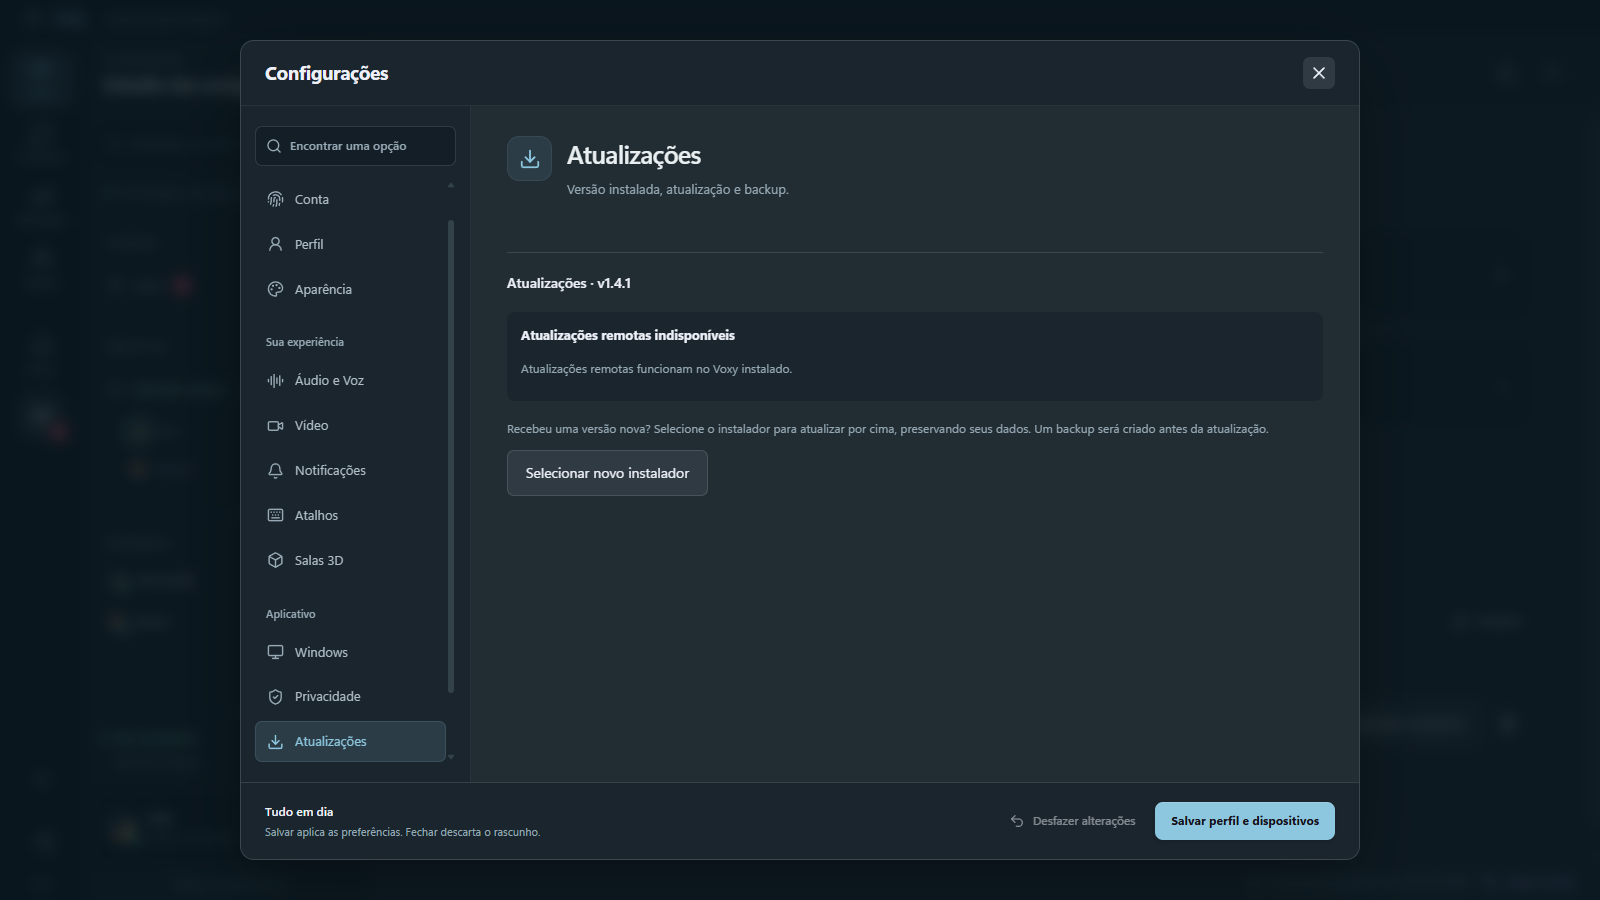 Configurações
Encontrar uma opção
Conta
Perfil
Aparência
Sua experiência
Áudio e Voz
Vídeo
Notificações
Atalhos
Salas 3D
Aplicativo
Windows
Privacidade
Atualizações
Atualizações
Versão instalada, atualização e backup.
Atualizações · v1.4.1
Atualizações remotas indisponíveis
Atualizações remotas funcionam no Voxy instalado.
Recebeu uma versão nova? Selecione o instalador para atualizar por cima, preservando seus dados. Um backup será criado antes da atualização.
Selecionar novo instalador
Tudo em dia
Salvar aplica as preferências. Fechar descarta o rascunho.
Desfazer alterações
Salvar perfil e dispositivos